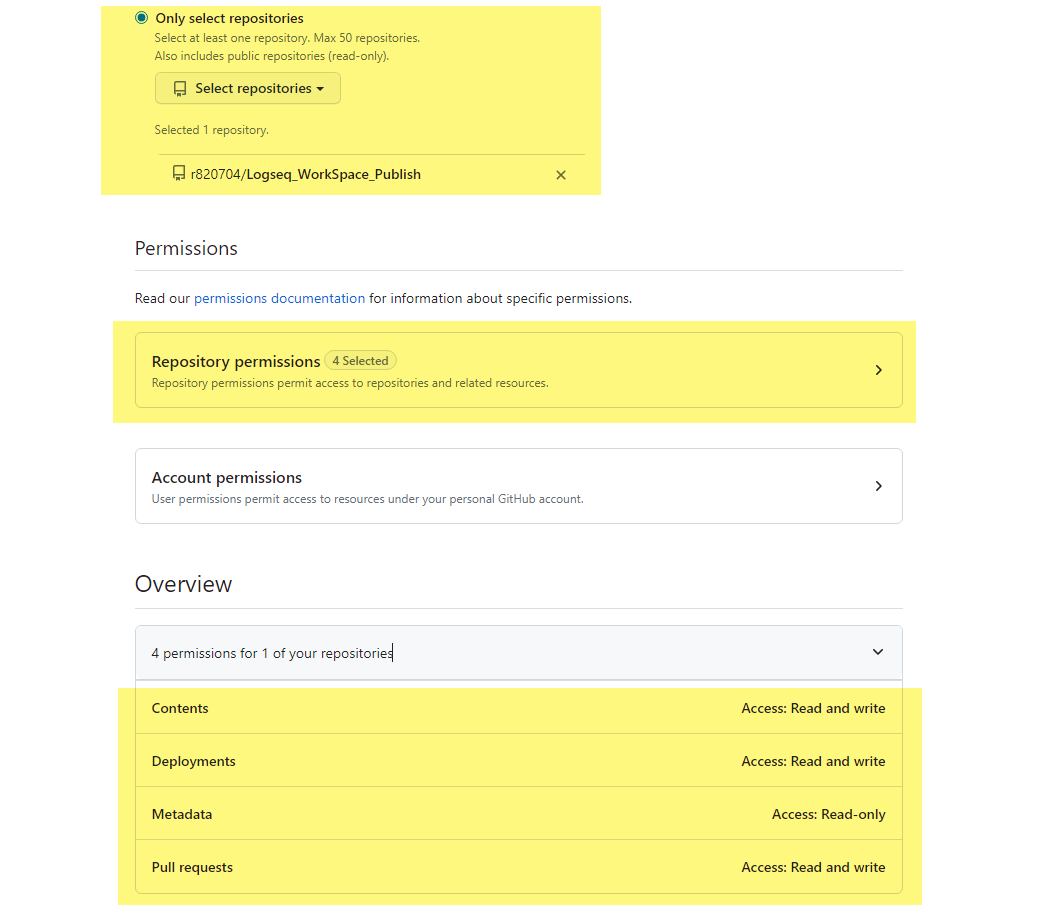 Only select repositories
Select at least one repository. Max 50 repositories.
Also includes public repositories (read-only).
Select repositories
Selected 1 repository.
r820704/Logseq_WorkSpace_Publish
Permissions
Read our permissions documentation for information about specific permissions.
Repository permissions 4 Selected
Repository permissions permit access to repositories and related resources.
Account permissions
User permissions permit access to resources under your personal GitHub account.
Overview
4 permissions for 1 of your repositories
Contents Access: Read and write
Deployments Access: Read and write
Metadata Access: Read-only
Pull requests Access: Read and write